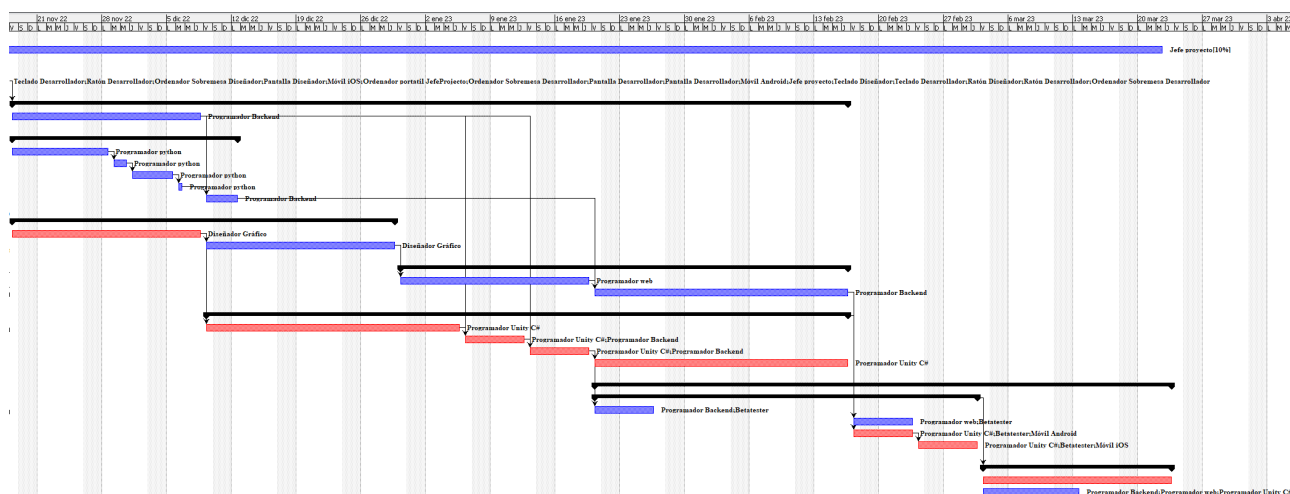 21 nov 22 28 nov 22 5 dic 22 12 dic 22 19 dic 22 26 dic 22 2 ene 23 9 ene 23 16 ene 23 23 ene 23 30 ene 23 6 feb 23 13 feb 23 20 feb 23 27 feb 23 6 mar 23 13 mar 23 20 mar 23 27 mar 23 3 abr 23
V S D L M M J V S D L M M J V S D L M M J V S D L M M J V S D L M M J V S D L M M J V S D L M M J V S D L M M J V S D L M M J V S D L M M J V S D L M M J V S D L M M J V S D L M M J V S D L M M J V S D L M M J V S D L M M J V S D L M M J V S D L M M J V S D L M M J V S D L M M
Jefe proyecto[10%]
Teclado Desarrollador;Ratón Desarrollador;Ordenador Sobremesa Diseñador;Pantalla Diseñador;Móvil iOS;Ordenador portatil JefeProjecto;Ordenador Sobremesa Desarrollador;Pantalla Desarrollador;Pantalla Desarrollador;Móvil Android;Jefe proyecto;Teclado Diseñador;Teclado Desarrollador;Ratón Diseñador;Ratón Desarrollador;Ordenador Sobremesa Desarrollador
Programador Backend
Programador python
Programador python
Programador python
Programador python
Programador Backend
Diseñador Gráfico
Diseñador Gráfico
Programador web
Programador Backend
Programador Unity C#
Programador Unity C#;Programador Backend
Programador Unity C#;Programador Backend
Programador Unity C#
Programador Backend;Betatester
Programador web;Betatester
Programador Unity C#;Betatester;Móvil Android
Programador Unity C#;Betatester;Móvil iOS
Programador Backend;Programador web;Programador Unity C#